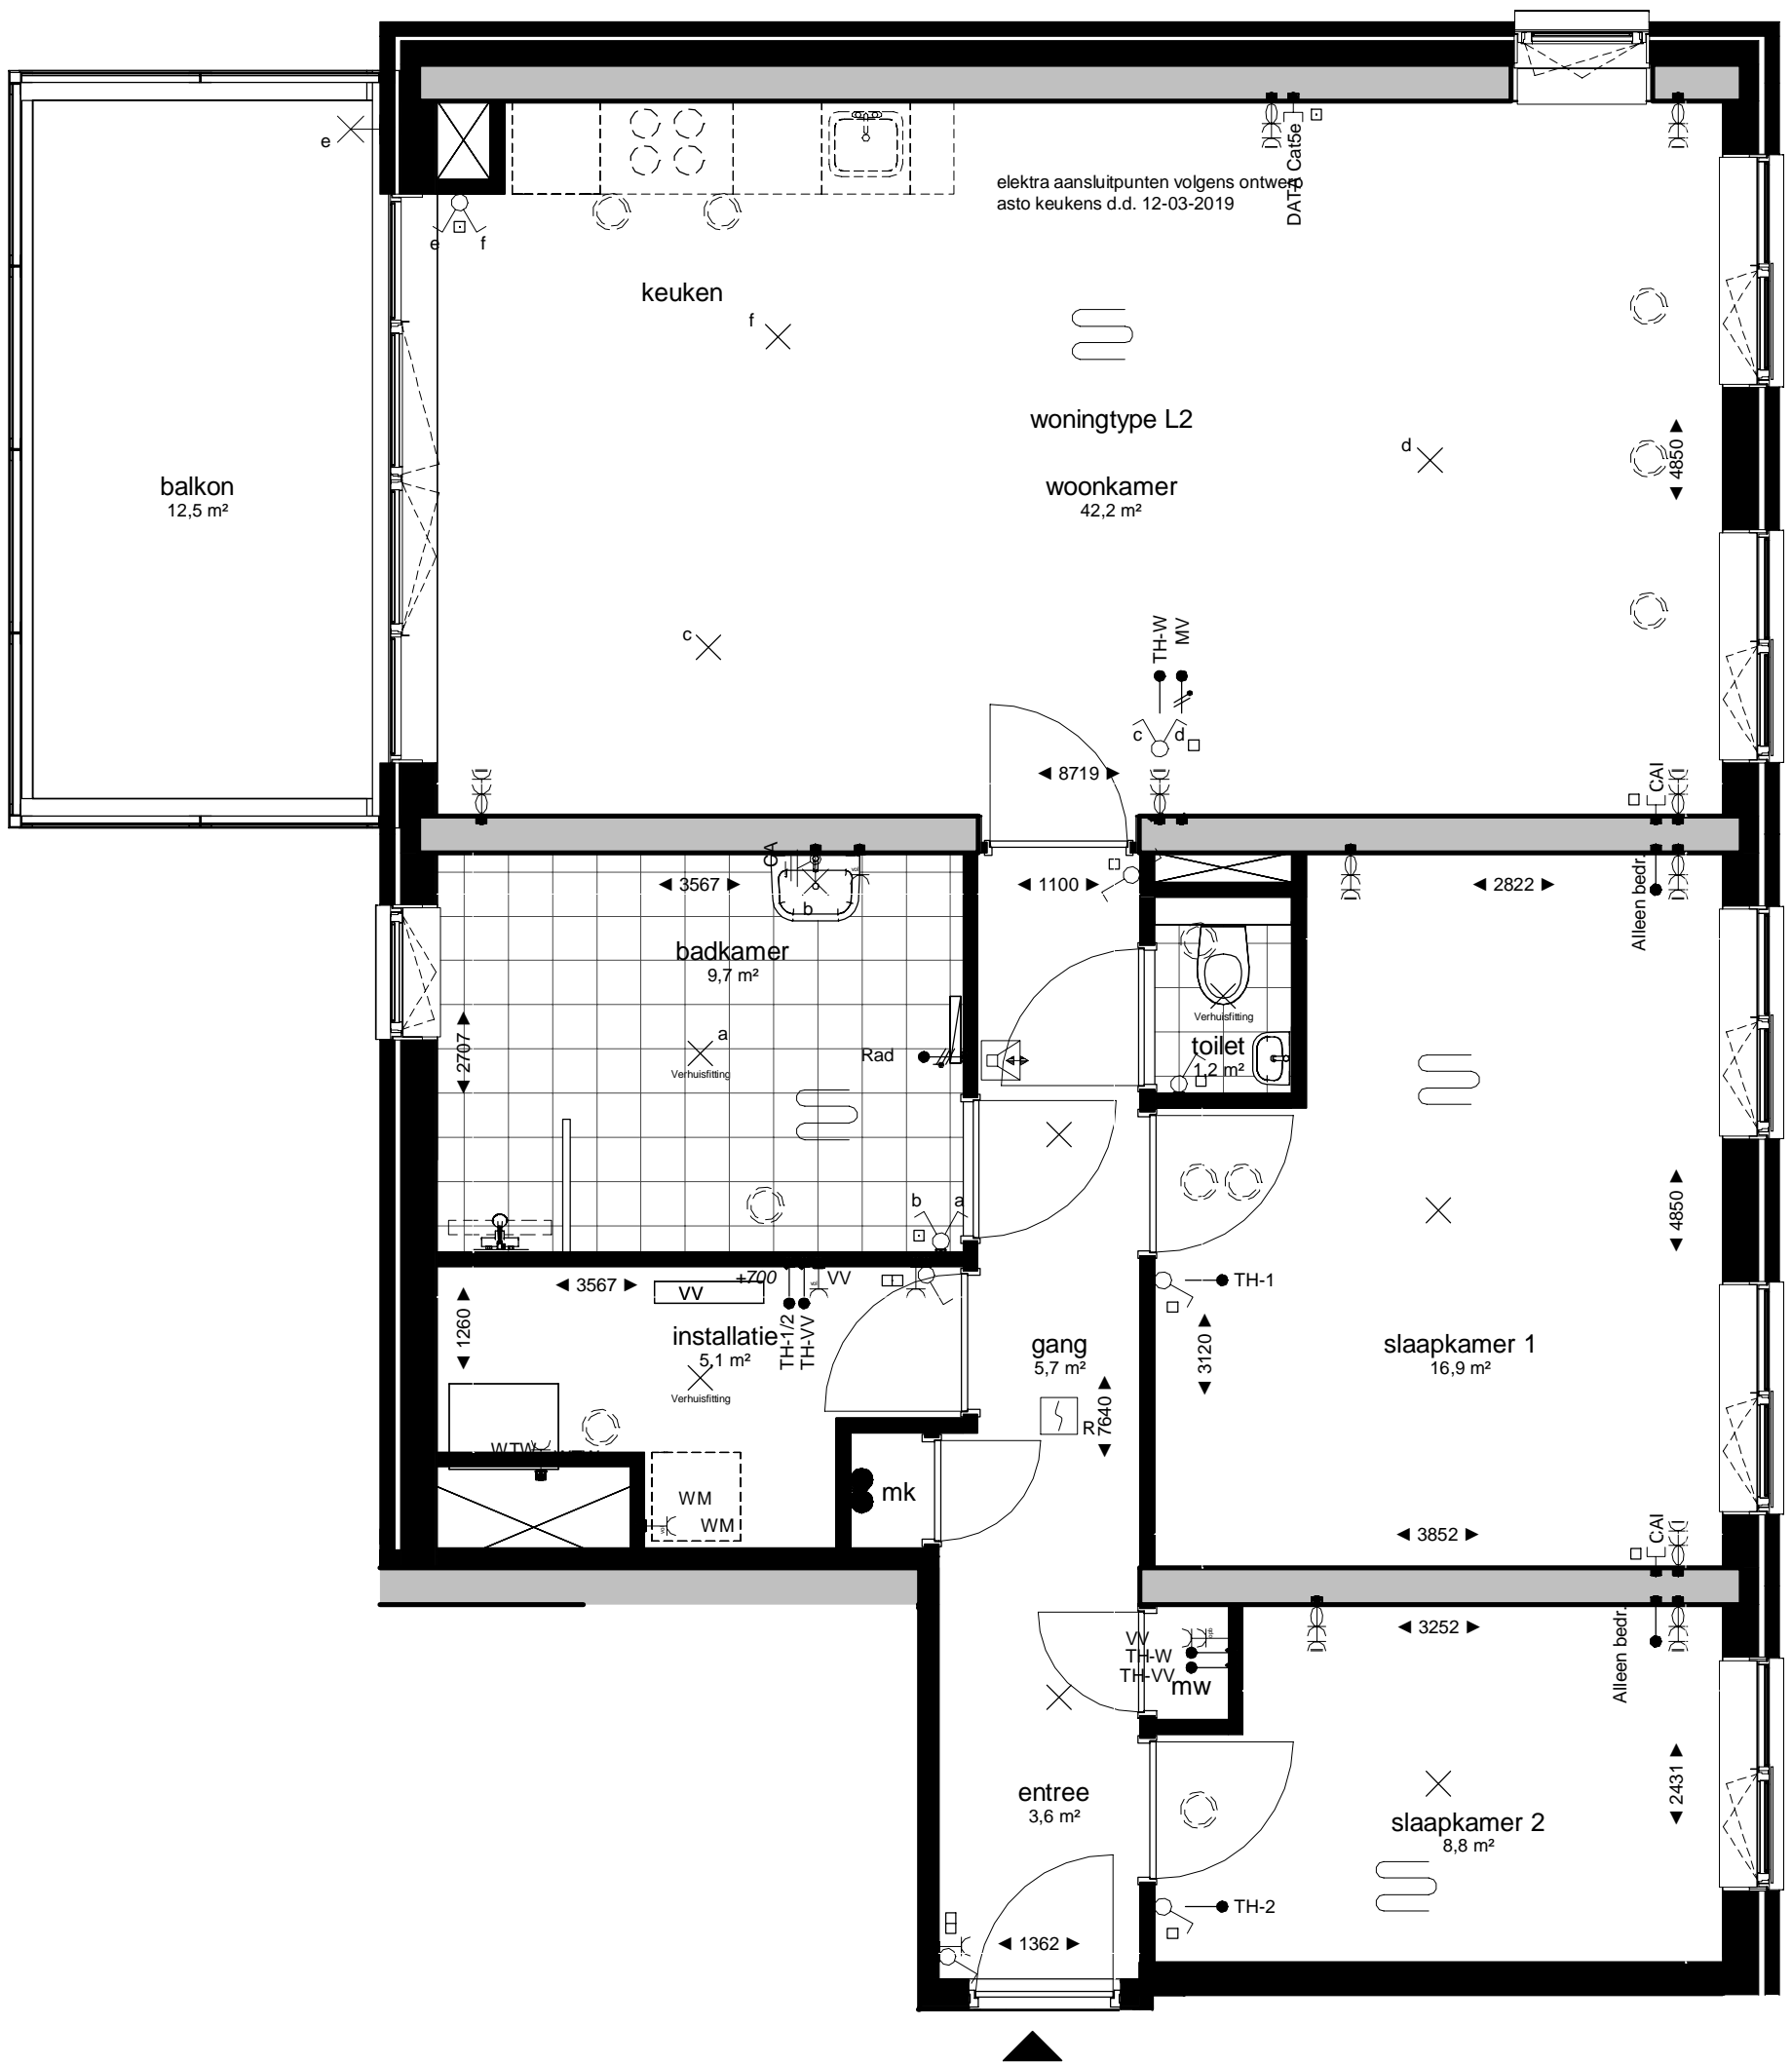 e
elektra aansluitpunten volgens ontwerp
asto keukens d.d. 12-03-2019
DATA Cat5e
e
f
keuken
f
woningtype L2
d
4850
balkon
12,5 m²
woonkamer
42,2 m²
c
TH-W
MV
c
d
8719
CAI
CA
3567
1100
2822
Alleen bedr.
b
badkamer
9,7 m²
2707
a
Verhuisfitting
Rad
Verhuisfitting
toilet
1,2 m²
b
a
4850
3567
VV
+700
VV
TH-1
1260
installatie
5,1 m²
TH-1/2
TH-VV
Verhuisfitting
gang
5,7 m²
3120
slaapkamer 1
16,9 m²
R
7640
WTW
mk
WM
WM
3852
CAI
3252
Alleen bedr.
VV
TH-W
TH-VV
mw
entree
3,6 m²
2431
slaapkamer 2
8,8 m²
TH-2
1362